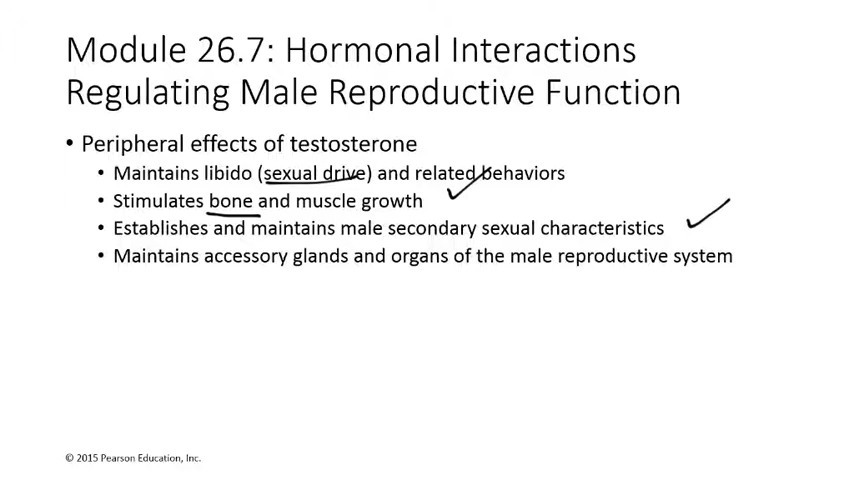 Module 26.7: Hormonal Interactions
Regulating Male Reproductive Function
• Peripheral effects of testosterone
• Maintains libido (sexual drive) and related behaviors
• Stimulates bone and muscle growth
• Establishes and maintains male secondary sexual characteristics
• Maintains accessory glands and organs of the male reproductive system
© 2015 Pearson Education, Inc.